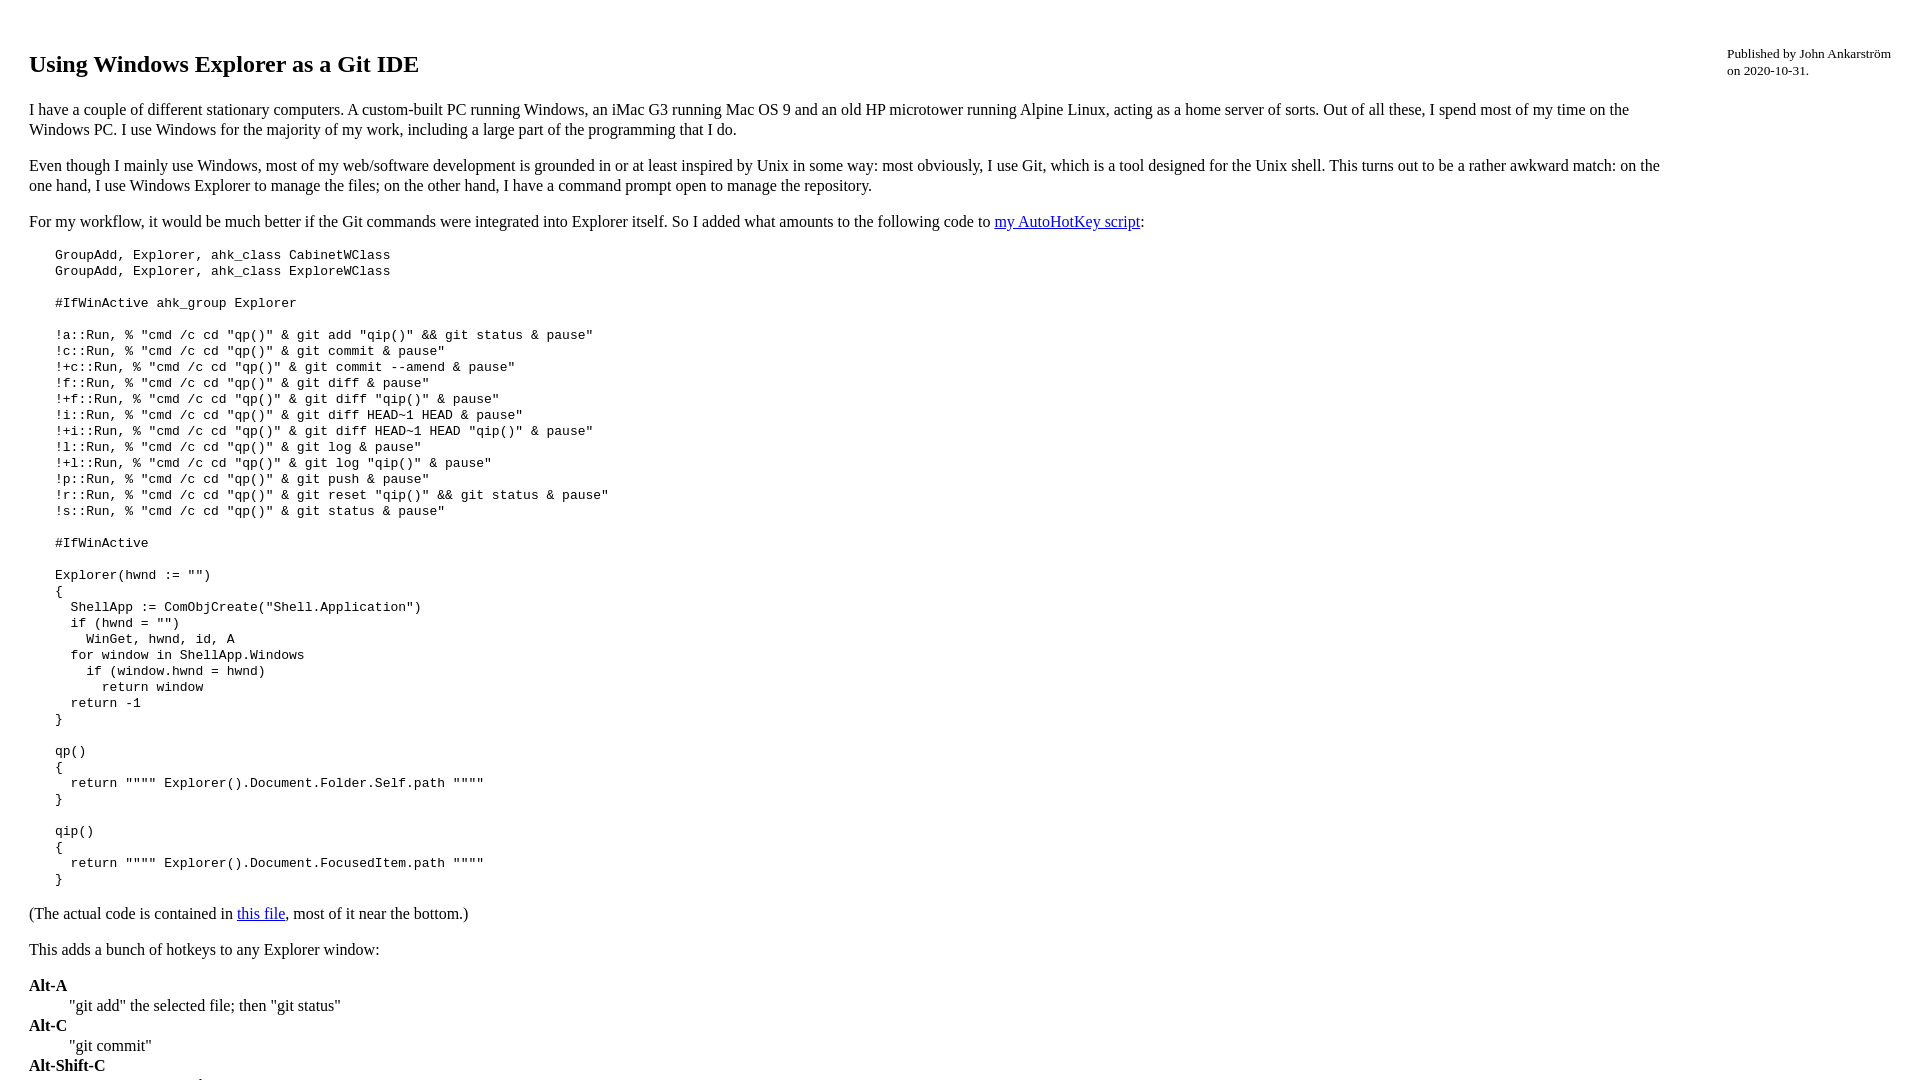 Using Windows Explorer as a Git IDE
Published by John Ankarström
on 2020-10-31.
I have a couple of different stationary computers. A custom-built PC running Windows, an iMac G3 running Mac OS 9 and an old HP microtower running Alpine Linux, acting as a home server of sorts. Out of all these, I spend most of my time on the
Windows PC. I use Windows for the majority of my work, including a large part of the programming that I do.
Even though I mainly use Windows, most of my web/software development is grounded in or at least inspired by Unix in some way: most obviously, I use Git, which is a tool designed for the Unix shell. This turns out to be a rather awkward match: on the
one hand, I use Windows Explorer to manage the files; on the other hand, I have a command prompt open to manage the repository.
For my workflow, it would be much better if the Git commands were integrated into Explorer itself. So I added what amounts to the following code to my AutoHotKey script:
GroupAdd, Explorer, ahk_class CabinetWClass
GroupAdd, Explorer, ahk_class ExploreWClass
#IfWinActive ahk_group Explorer
!a::Run, % "cmd /c cd "qp()" & git add "qip()" && git status & pause"
!c::Run, % "cmd /c cd "qp()" & git commit & pause"
!+c::Run, % "cmd /c cd "qp()" & git commit --amend & pause"
!f::Run, % "cmd /c cd "qp()" & git diff & pause"
!+f::Run, % "cmd /c cd "qp()" & git diff "qip()" & pause"
!i::Run, % "cmd /c cd "qp()" & git diff HEAD~1 HEAD & pause"
!+i::Run, % "cmd /c cd "qp()" & git diff HEAD~1 HEAD "qip()" & pause"
!l::Run, % "cmd /c cd "qp()" & git log & pause"
!+l::Run, % "cmd /c cd "qp()" & git log "qip()" & pause"
!p::Run, % "cmd /c cd "qp()" & git push & pause"
!r::Run, % "cmd /c cd "qp()" & git reset "qip()" && git status & pause"
!s::Run, % "cmd /c cd "qp()" & git status & pause"
#IfWinActive
Explorer(hwnd := "")
{
  ShellApp := ComObjCreate("Shell.Application")
  if (hwnd = "")
    WinGet, hwnd, id, A
  for window in ShellApp.Windows
    if (window.hwnd = hwnd)
      return window
  return -1
}
qp()
{
  return """" Explorer().Document.Folder.Self.path """"
}
qip()
{
  return """" Explorer().Document.FocusedItem.path """"
}
(The actual code is contained in this file, most of it near the bottom.)
This adds a bunch of hotkeys to any Explorer window:
Alt-A
"git add" the selected file; then "git status"
Alt-C
"git commit"
Alt-Shift-C